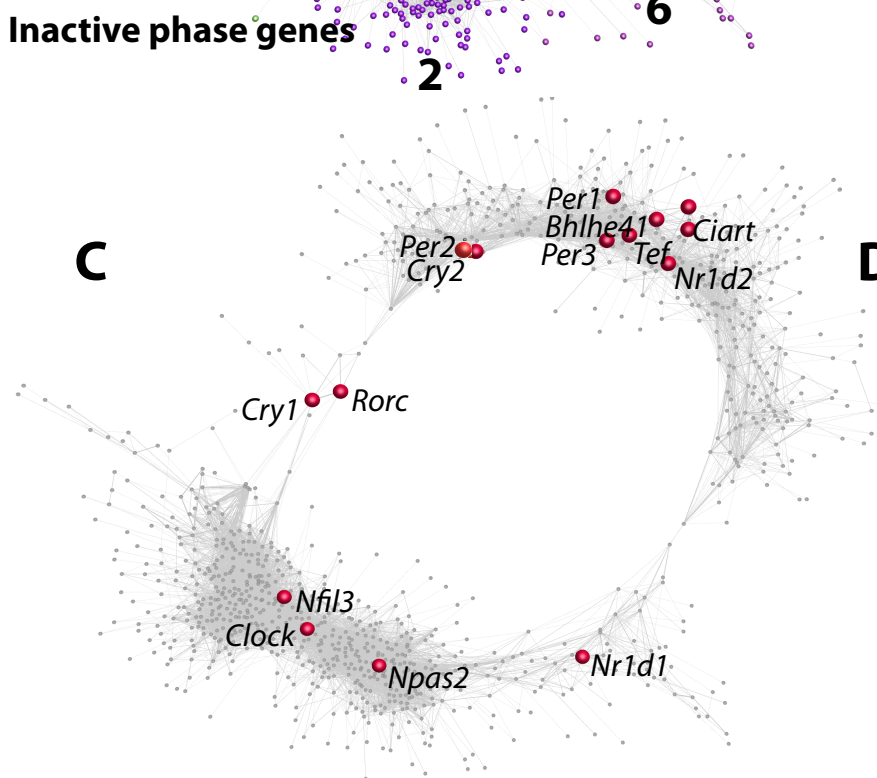 6
Inactive phase genes
2
C
D
Per1
Bhlhe41
Ciart
Per2
Per3
Tef
Cry2
Nr1d2
Cry1
Rorc
Nfil3
Clock
Npas2
Nr1d1